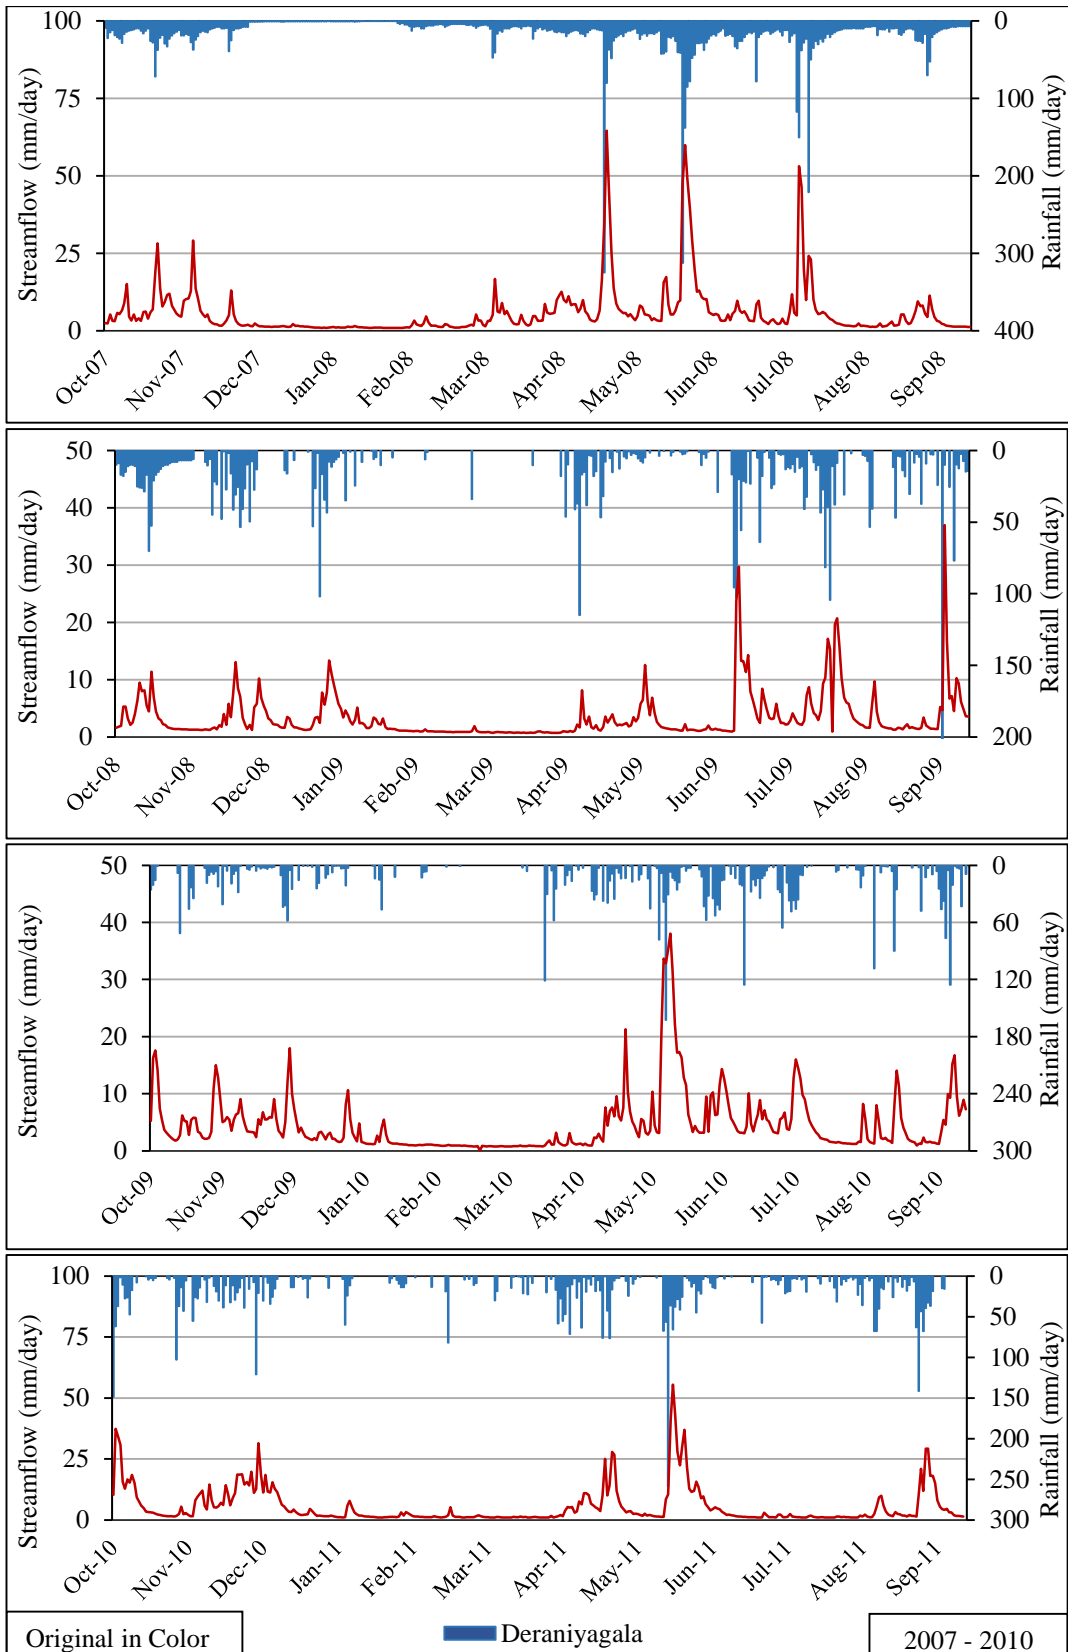 Streamflow (mm/day)
100
75
50
25
0
0
100
200
300
400
Rainfall (mm/day)
Oct-07
Nov-07
Dec-07
Jan-08
Feb-08
Mar-08
Apr-08
May-08
Jun-08
Jul-08
Aug-08
Sep-08
Streamflow (mm/day)
50
40
30
20
10
0
0
50
100
150
200
Rainfall (mm/day)
Oct-08
Nov-08
Dec-08
Jan-09
Feb-09
Mar-09
Apr-09
May-09
Jun-09
Jul-09
Aug-09
Sep-09
Streamflow (mm/day)
50
40
30
20
10
0
0
60
120
180
240
300
Rainfall (mm/day)
Oct-09
Nov-09
Dec-09
Jan-10
Feb-10
Mar-10
Apr-10
May-10
Jun-10
Jul-10
Aug-10
Sep-10
Streamflow (mm/day)
100
75
50
25
0
0
50
100
150
200
250
300
Rainfall (mm/day)
Oct-10
Nov-10
Dec-10
Jan-11
Feb-11
Mar-11
Apr-11
May-11
Jun-11
Jul-11
Aug-11
Sep-11
Original in Color
Deraniyagala
2007 - 2010